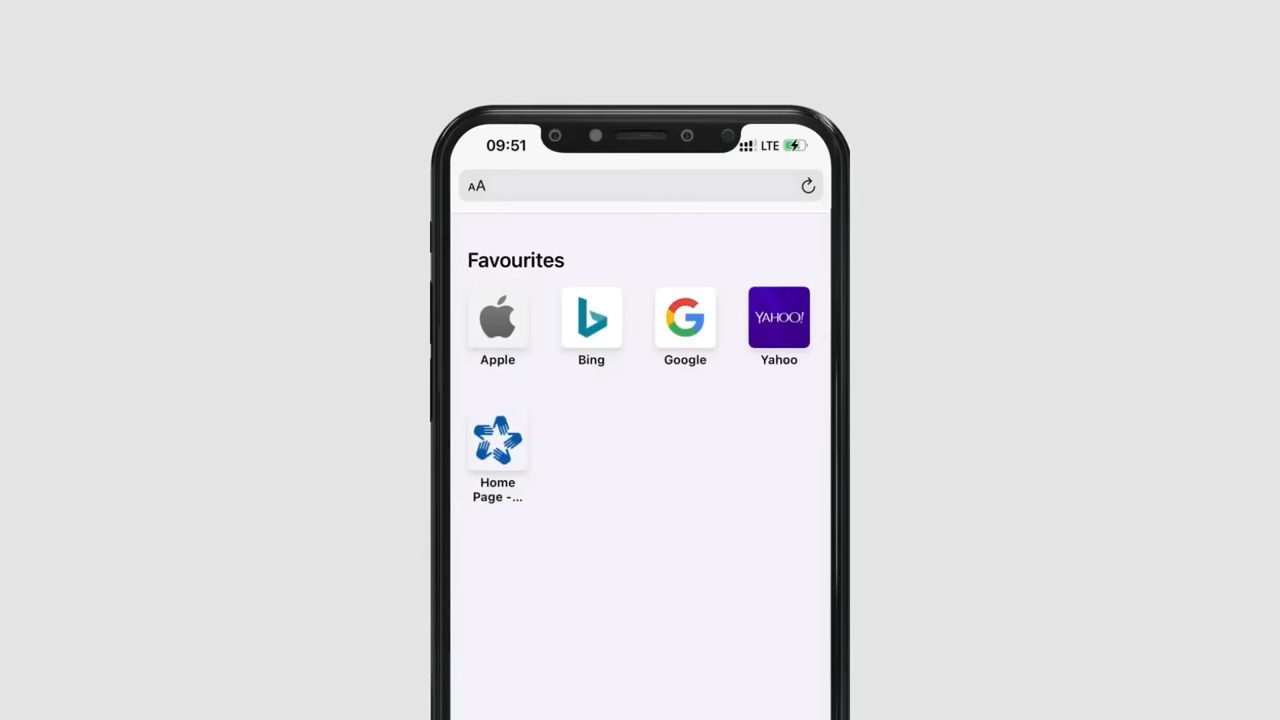 09:51
LTE
AA
Favourites
YAHOO!
Apple
Bing
Google
Yahoo
Home
Page -...